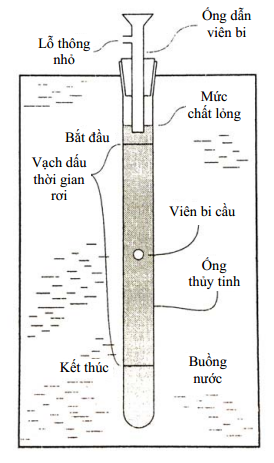 Ống dẫn
viên bi
Lỗ thông
nhỏ
Mức
chất lỏng
Bắt đầu
Vạch dấu
thời gian
rơi
Viên bi cầu
Ống
thủy tinh
Kết thúc
Buồng
nước